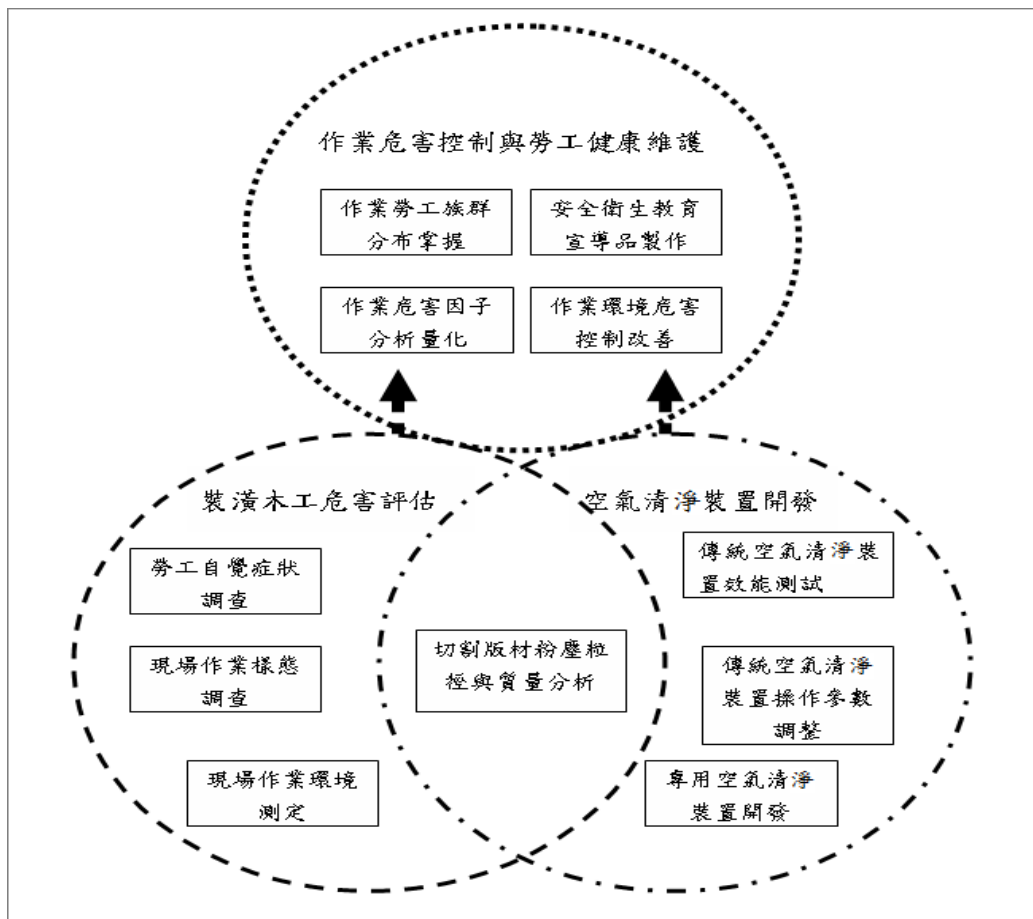 作業危害控制與勞工健康維護
作業勞工族群
分布掌握
安全衛生教育
宣導品製作
作業危害因子
分析量化
作業環境危害
控制改善
裝潢木工危害評估
勞工自覺症狀
調查
現場作業樣態
調查
現場作業環境
測定
切割版材粉塵粒
徑與質量分析
空氣清淨裝置開發
傳統空氣清淨裝
置效能測試
傳統空氣清淨
裝置操作參數
調整
專用空氣清淨
裝置開發